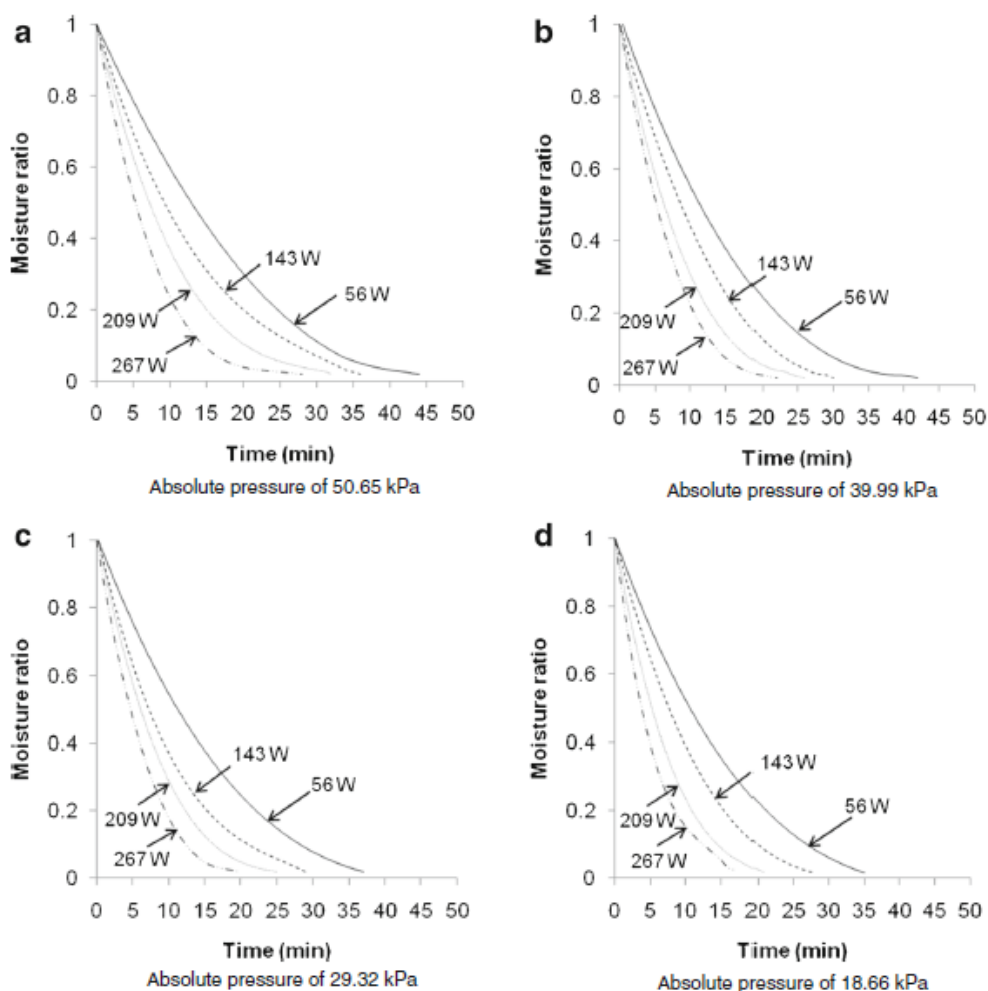 a
1
0.8
0.6
0.4
0.2
0
Moisture ratio
143 W
56 W
209 W
267 W
0 5 10 15 20 25 30 35 40 45 50
Time (min)
Absolute pressure of 50.65 kPa
b
1
0.8
0.6
0.4
0.2
0
Moisture ratio
143 W
56 W
209 W
267 W
0 5 10 15 20 25 30 35 40 45 50
Time (min)
Absolute pressure of 39.99 kPa
c
1
0.8
0.6
0.4
0.2
0
Moisture ratio
143 W
56 W
209 W
267 W
0 5 10 15 20 25 30 35 40 45 50
Time (min)
Absolute pressure of 29.32 kPa
d
1
0.8
0.6
0.4
0.2
0
Moisture ratio
143 W
56 W
209 W
267 W
0 5 10 15 20 25 30 35 40 45 50
Time (min)
Absolute pressure of 18.66 kPa